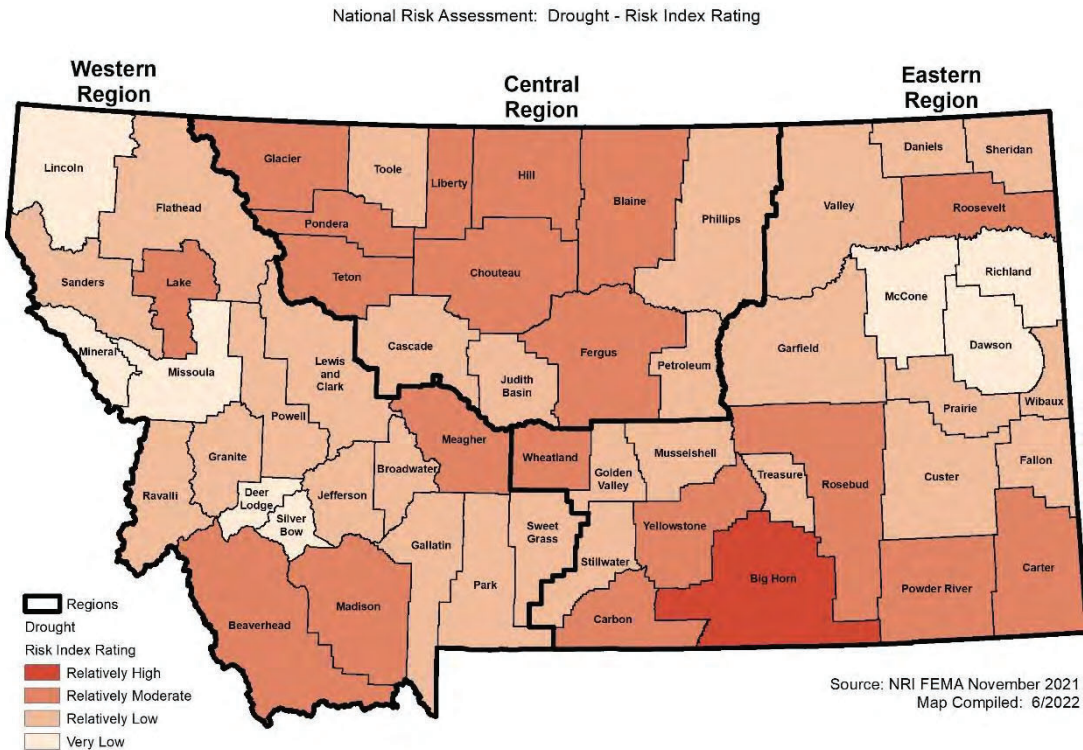 National Risk Assessment: Drought - Risk Index Rating
Western
Region
Central
Region
Eastern
Region
Lincoln
Flathead
Glacier
Toole
Liberty
Hill
Blaine
Phillips
Valley
Daniels
Sheridan
Roosevelt
Pondera
Teton
Chouteau
Sanders
Lake
McCone
Richland
Dawson
Mineral
Missoula
Lewis
and
Clark
Cascade
Judith
Basin
Fergus
Petroleum
Garfield
Prairie
Wibaux
Powell
Granite
Ravalli
Deer
Lodge
Silver
Bow
Jefferson
Broadwater
Meagher
Wheatland
Golden
Valley
Musselshell
Treasure
Rosebud
Custer
Fallon
Gallatin
Park
Sweet
Grass
Stillwater
Yellowstone
Big Horn
Powder River
Carter
Carbon
Beaverhead
Madison
Regions
Drought
Risk Index Rating
Relatively High
Relatively Moderate
Relatively Low
Very Low
Source: NRI FEMA November 2021
Map Compiled: 6/2022